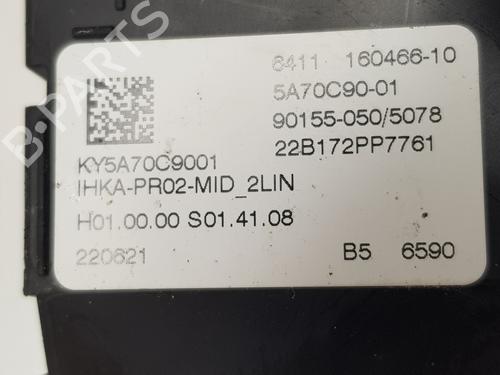 B-PARTS
6411 160466-10
5A70C90-01
90155-050/5078
22B172PP7761
KY5A70C9001
IHKA-PR02-MID_2LIN
H01.00.00 S01.41.08
220621 B5 6590